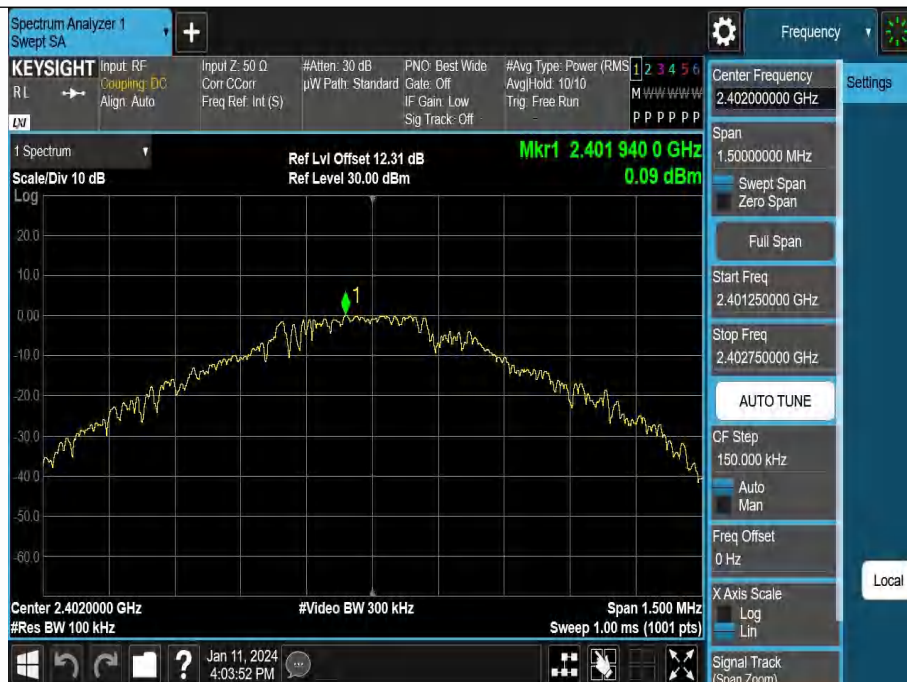 Spectrum Analyzer 1
Swept SA
Frequency
KEYSIGHT
RL
LXI
Input: RF
Coupling: DC
Align: Auto
Input Z: 50 Ω
Corr CCorr
Freq Ref: Int (S)
#Atten: 30 dB
µW Path: Standard
PNO: Best Wide
Gate: Off
IF Gain: Low
Sig Track: Off
#Avg Type: Power (RMS
Avg|Hold: 10/10
Trig: Free Run
1 2 3 4 5 6
M W W W W W
P P P P P P
1 Spectrum
Scale/Div 10 dB
Ref Lvl Offset 12.31 dB
Ref Level 30.00 dBm
Mkr1 2.401 940 0 GHz
0.09 dBm
Log
20.0
10.0
0.00
-10.0
-20.0
-30.0
-40.0
-50.0
-60.0
1
Center 2.4020000 GHz
#Video BW 300 kHz
Span 1.500 MHz
#Res BW 100 kHz
Sweep 1.00 ms (1001 pts)
?
Jan 11, 2024
4:03:52 PM
Center Frequency
2.402000000 GHz
Settings
Span
1.50000000 MHz
Swept Span
Zero Span
Full Span
Start Freq
2.401250000 GHz
Stop Freq
2.402750000 GHz
AUTO TUNE
CF Step
150.000 kHz
Auto
Man
Freq Offset
0 Hz
Local
X Axis Scale
Log
Lin
Signal Track
(Span Zoom)